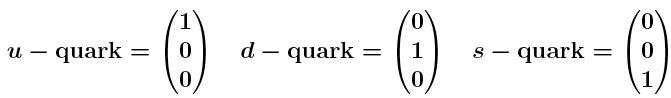 u − quark = (1 0 0) d − quark = (0 1 0) s − quark = (0 0 1)